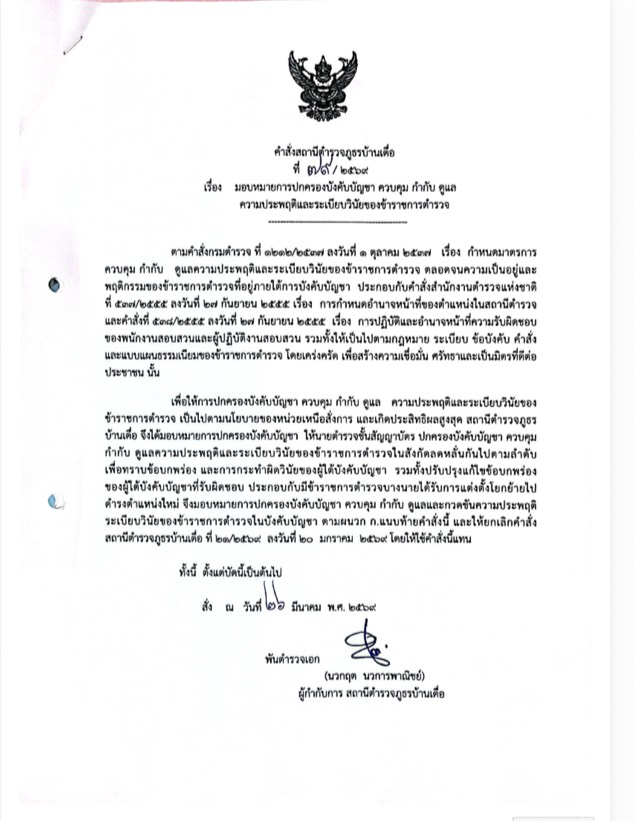 คำสั่งสถานีตำรวจภูธรบ้านเดื่อ
ที่ ๗๘/๒๕๖๙
เรื่อง มอบหมายการปกครองบังคับบัญชา ควบคุม กำกับ ดูแล
ความประพฤติและระเบียบวินัยของข้าราชการตำรวจ
ตามคำสั่งกรมตำรวจ ที่ ๑๒๑๒/๒๕๓๗ ลงวันที่ ๑ ตุลาคม ๒๕๓๗ เรื่อง กำหนดมาตรการ
ควบคุม กำกับ ดูแลความประพฤติและระเบียบวินัยของข้าราชการตำรวจ ตลอดจนความเป็นอยู่และ
พฤติกรรมของข้าราชการตำรวจที่อยู่ภายใต้การบังคับบัญชา ประกอบกับคำสั่งสำนักงานตำรวจแห่งชาติ
ที่ ๕๓๗/๒๕๕๕ ลงวันที่ ๒๗ กันยายน ๒๕๕๕ เรื่อง การกำหนดอำนาจหน้าที่ของตำแหน่งในสถานีตำรวจ
และคำสั่งที่ ๕๓๘/๒๕๕๕ ลงวันที่ ๒๗ กันยายน ๒๕๕๕ เรื่อง การปฏิบัติและอำนาจหน้าที่ความรับผิดชอบ
ของพนักงานสอบสวนและผู้ปฏิบัติงานสอบสวน รวมทั้งให้เป็นไปตามกฎหมาย ระเบียบ ข้อบังคับ คำสั่ง
และแบบแผนธรรมเนียมของข้าราชการตำรวจ โดยเคร่งครัด เพื่อสร้างความเชื่อมั่น ศรัทธาและเป็นมิตรที่ดีต่อ
ประชาชน นั้น
เพื่อให้การปกครองบังคับบัญชา ควบคุม กำกับ ดูแล ความประพฤติและระเบียบวินัยของ
ข้าราชการตำรวจ เป็นไปตามนโยบายของหน่วยเหนือสั่งการ และเกิดประสิทธิผลสูงสุด สถานีตำรวจภูธร
บ้านเดื่อ จึงได้มอบหมายการปกครองบังคับบัญชา ให้นายตำรวจชั้นสัญญาบัตร ปกครองบังคับบัญชา ควบคุม
กำกับ ดูแลความประพฤติและระเบียบวินัยของข้าราชการตำรวจในสังกัดลดหลั่นกันไปตามลำดับ
เพื่อทราบข้อบกพร่อง และการกระทำผิดวินัยของผู้ใต้บังคับบัญชา รวมทั้งปรับปรุงแก้ไขข้อบกพร่อง
ของผู้ใต้บังคับบัญชาที่รับผิดชอบ ประกอบกับมีข้าราชการตำรวจบางนายได้รับการแต่งตั้งโยกย้ายไป
ดำรงตำแหน่งใหม่ จึงมอบหมายการปกครองบังคับบัญชา ควบคุม กำกับ ดูแลและกวดขันความประพฤติ
ระเบียบวินัยของข้าราชการตำรวจในบังคับบัญชา ตามผนวก ก.แนบท้ายคำสั่งนี้ และให้ยกเลิกคำสั่ง
สถานีตำรวจภูธรบ้านเดื่อ ที่ ๒๑/๒๕๖๙ ลงวันที่ ๒๐ มกราคม ๒๕๖๙ โดยให้ใช้คำสั่งนี้แทน
ทั้งนี้ ตั้งแต่บัดนี้เป็นต้นไป
สั่ง ณ วันที่ ๒๖ มีนาคม พ.ศ. ๒๕๖๙
พันตำรวจเอก
(นวกฤต นวการพาณิชย์)
ผู้กำกับการ สถานีตำรวจภูธรบ้านเดื่อ